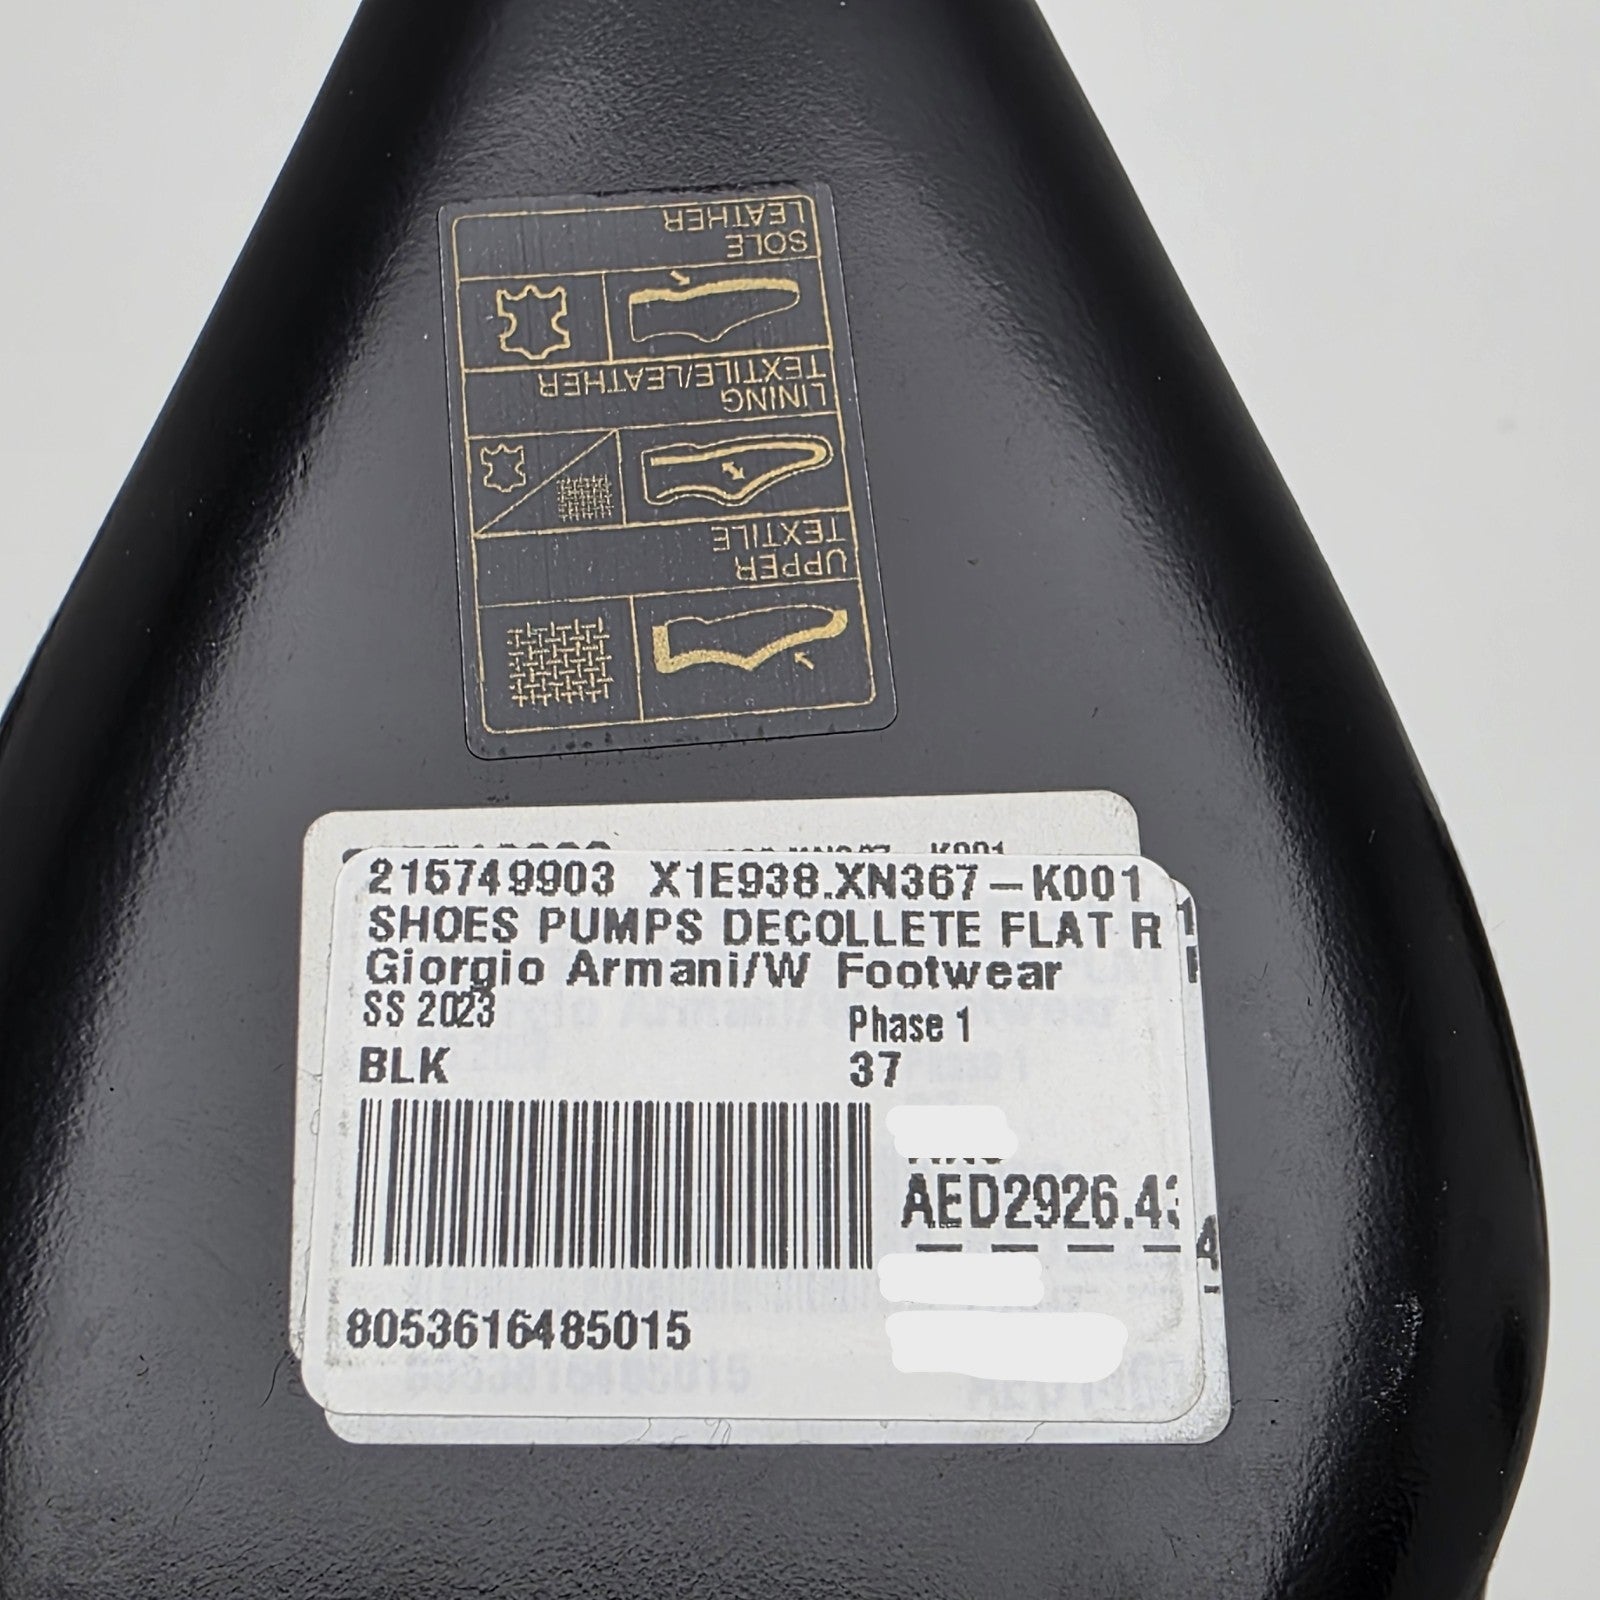 SOLE
LEATHER
LINING
TEXTILE/LEATHER
UPPER
TEXTILE
215749903 X1E938.XN367-K001
SHOES PUMPS DECOLLETE FLAT R
Giorgio Armani/W Footwear
SS 2023 Phase 1
BLK 37
AED2926.43
8053616485015